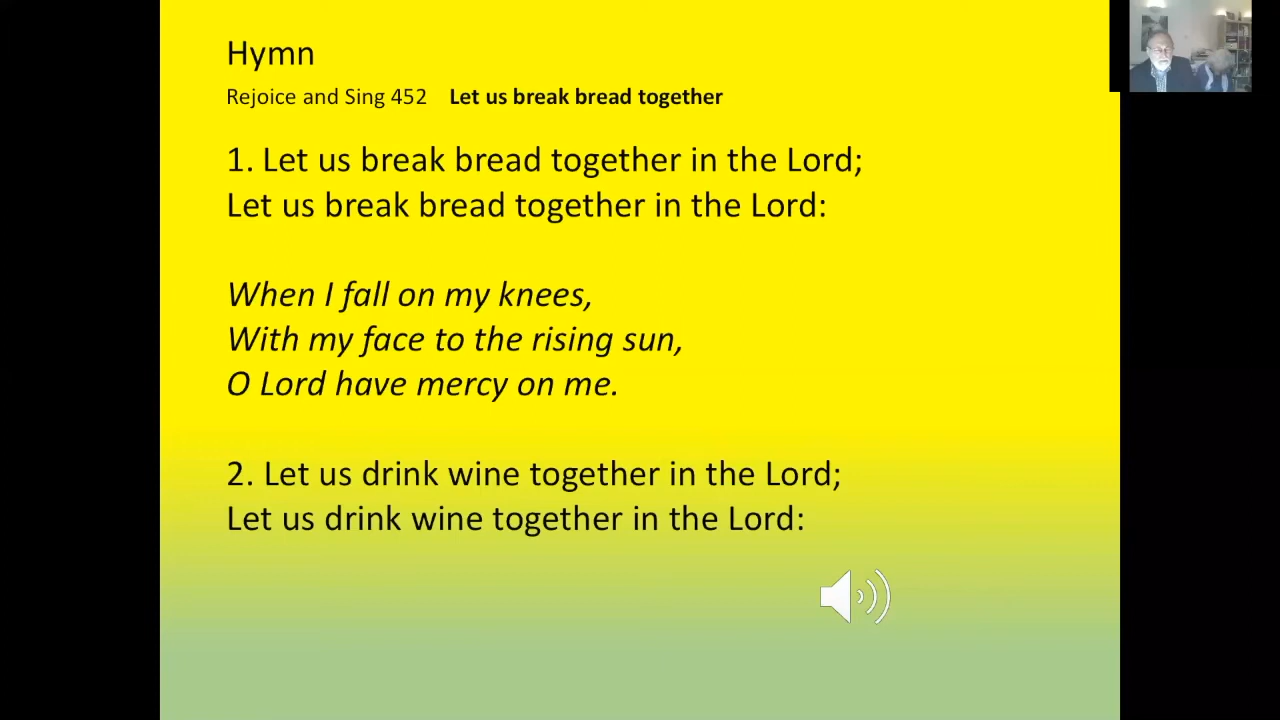 Hymn
Rejoice and Sing 452 Let us break bread together
1. Let us break bread together in the Lord;
Let us break bread together in the Lord:
When I fall on my knees,
With my face to the rising sun,
O Lord have mercy on me.
2. Let us drink wine together in the Lord;
Let us drink wine together in the Lord: